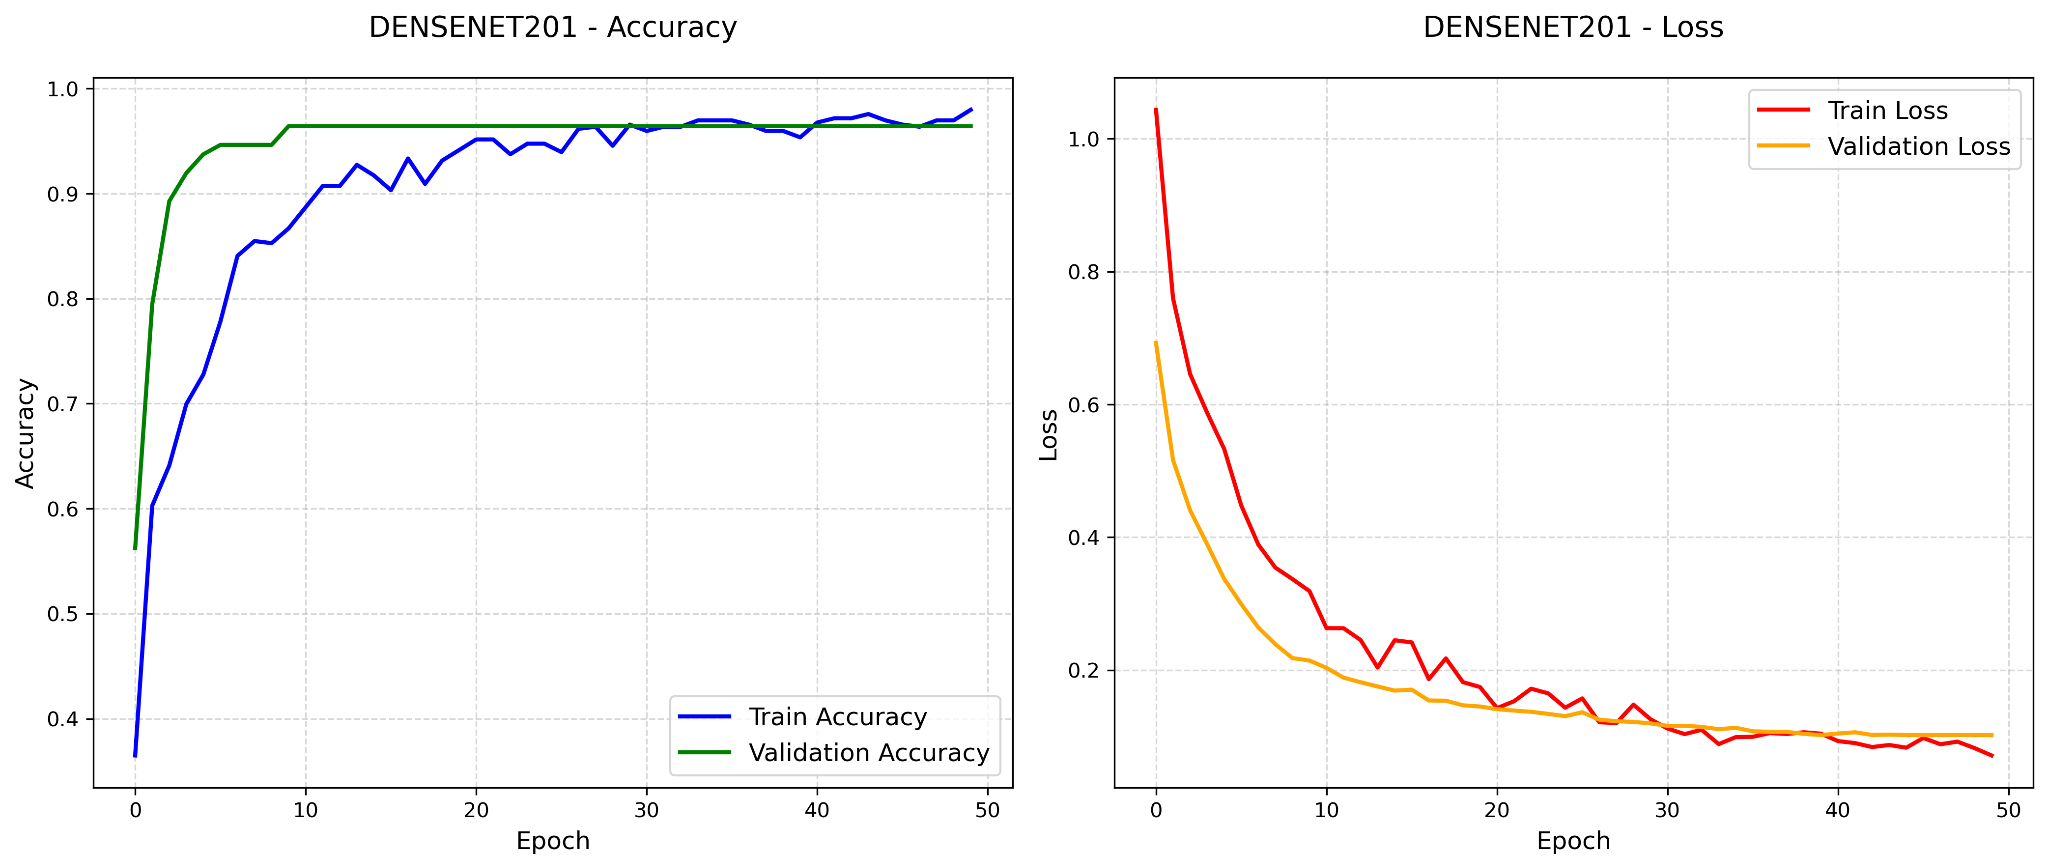 DENSENET201 - Accuracy
1.0
0.9
0.8
0.7
0.6
0.5
0.4
Accuracy
0
10
20
30
40
50
Epoch
Train Accuracy
Validation Accuracy
DENSENET201 - Loss
1.0
0.8
0.6
0.4
0.2
Loss
0
10
20
30
40
50
Epoch
Train Loss
Validation Loss